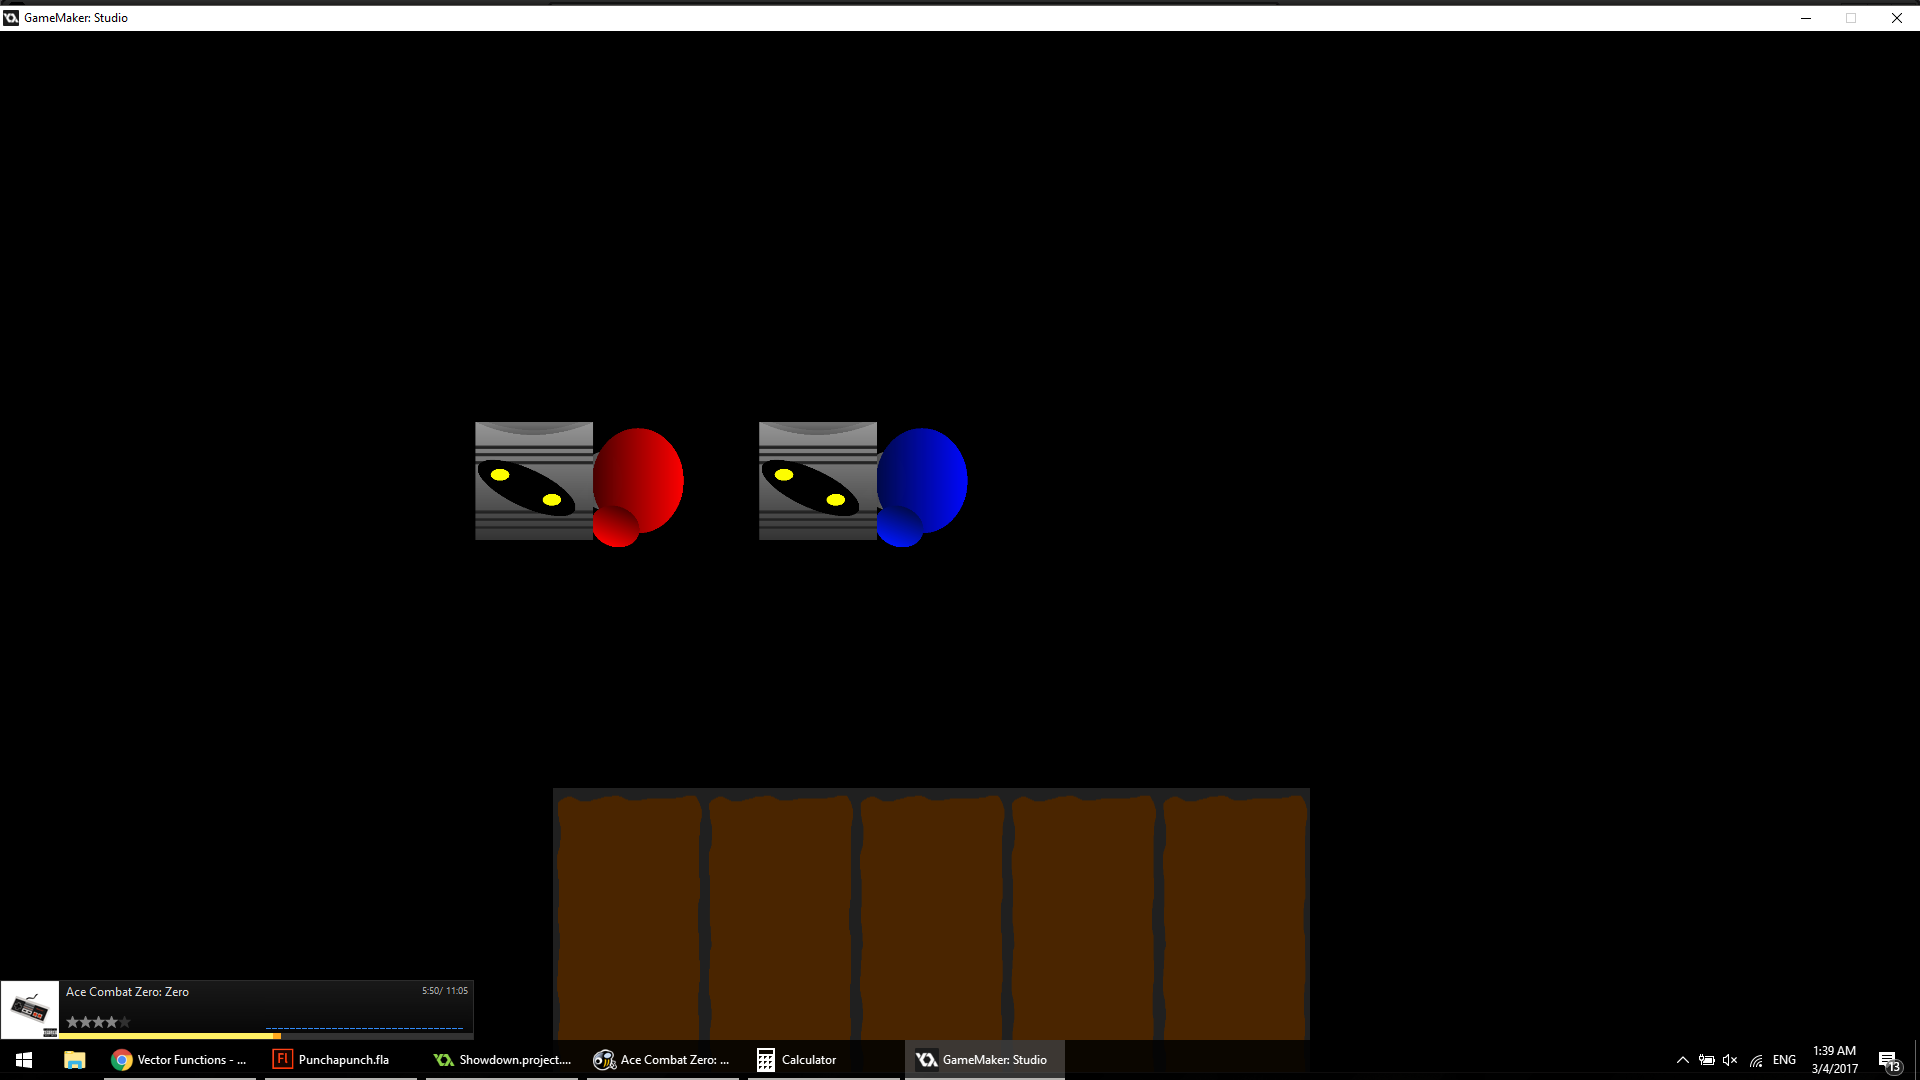 GameMaker: Studio
Ace Combat Zero: Zero
5:50/ 11:05
Vector Functions - ...
Fl
Punchapunch.fla
Showdown.project....
Ace Combat Zero: ...
Calculator
GameMaker: Studio
ENG
1:39 AM
3/4/2017
13